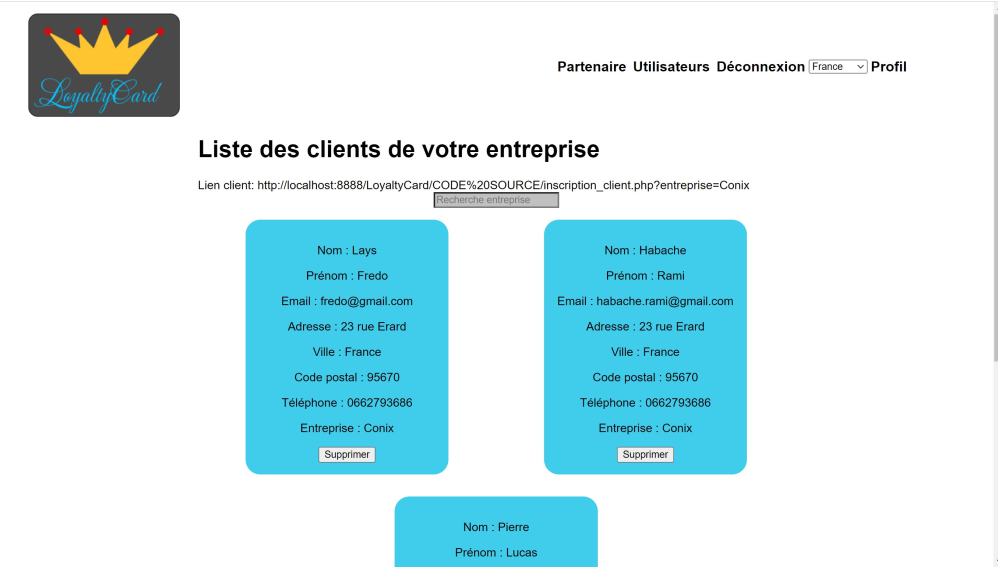 LoyaltyCard
Partenaire Utilisateurs Déconnexion France Profil
Liste des clients de votre entreprise
Lien client: http://localhost:8888/LoyaltyCard/CODE%20SOURCE/inscription_client.php?entreprise=Conix
Recherche entreprise
Nom : Lays
Prénom : Fredo
Email : fredo@gmail.com
Adresse : 23 rue Erard
Ville : France
Code postal : 95670
Téléphone : 0662793686
Entreprise : Conix
Supprimer
Nom : Habache
Prénom : Rami
Email : habache.rami@gmail.com
Adresse : 23 rue Erard
Ville : France
Code postal : 95670
Téléphone : 0662793686
Entreprise : Conix
Supprimer
Nom : Pierre
Prénom : Lucas